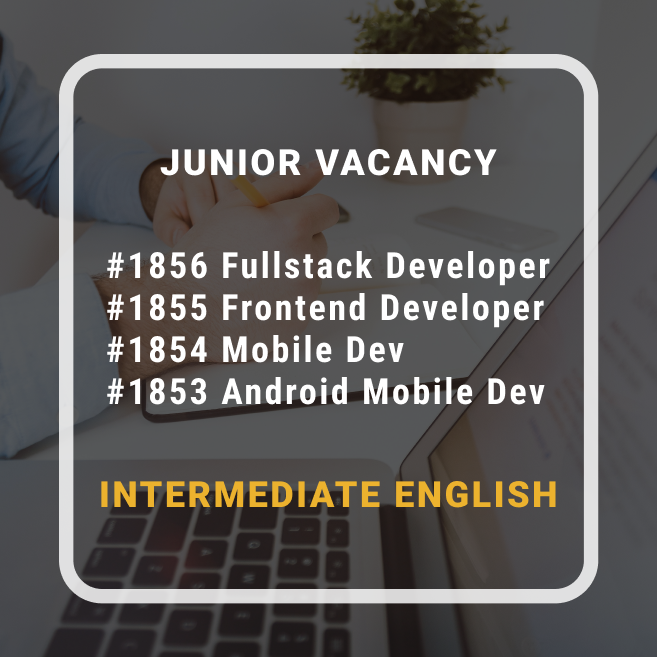 JUNIOR VACANCY
#1856 Fullstack Developer
#1855 Frontend Developer
#1854 Mobile Dev
#1853 Android Mobile Dev
INTERMEDIATE ENGLISH